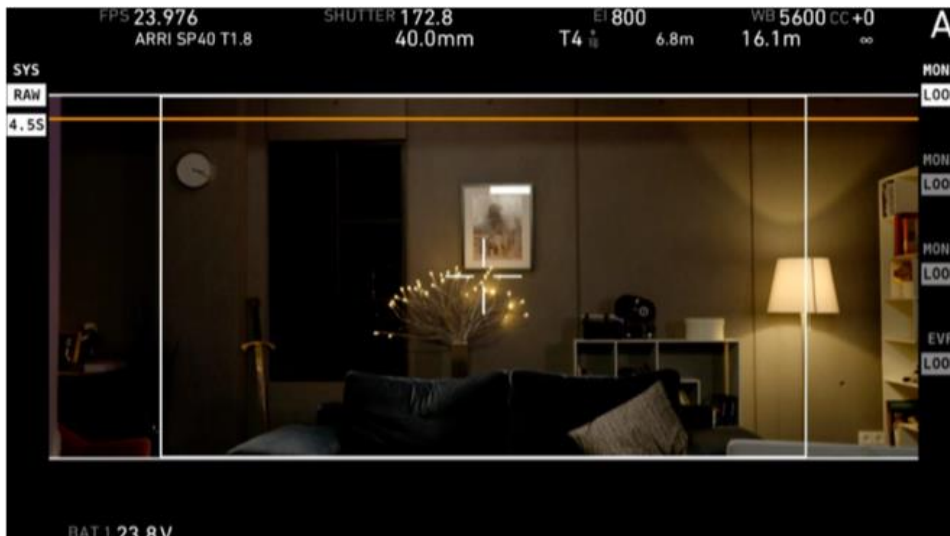 FPS 23.976 SHUTTER 172.8 EI 800 WB 5600 CC +0
ARRI SP40 T1.8 40.0mm T4 6.8m 16.1m ∞
A
SYS
RAW
4.5S
MON
LOO
MON
LOO
MON
LOO
EVF
LOO
BAT 1 23.8 V